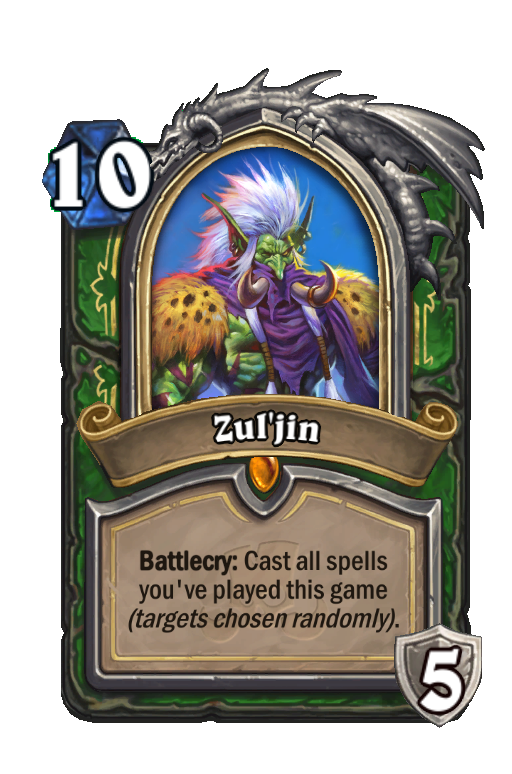 10
Zul'jin
Battlecry: Cast all spells
you've played this game
(targets chosen randomly).
5